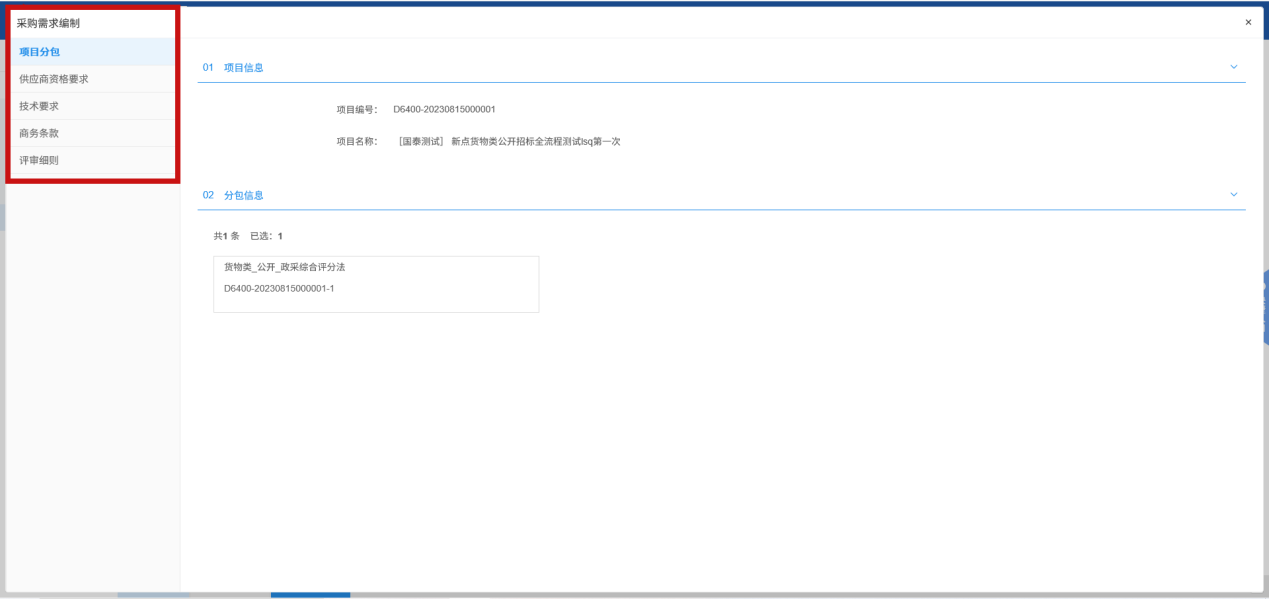 采购需求编制
×
项目分包
供应商资格要求
技术要求
商务条款
评审细则
01 项目信息
项目编号： D6400-20230815000001
项目名称： ［国泰测试］ 新点货物类公开招标全流程测试lsq第一次
02 分包信息
共1 条 已选：1
货物类_公开_政采综合评分法
D6400-20230815000001-1